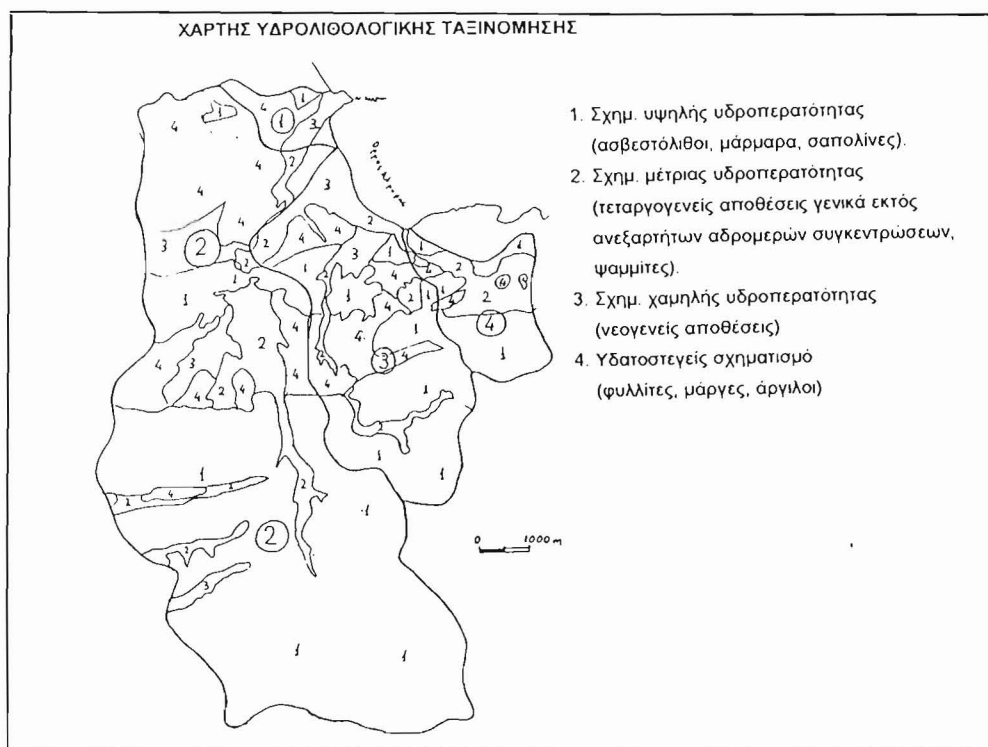 ΧΑΡΤΗΣ ΥΔΡΟΛΙΘΟΛΟΓΙΚΗΣ ΤΑΞΙΝΟΜΗΣΗΣ
1. Σχημ. υψηλής υδροπερατότητας
(ασβεστόλιθοι, μάρμαρα, σαπολίνες).
2. Σχημ. μέτριας υδροπερατότητας
(τεταργογενείς αποθέσεις γενικά εκτός
ανεξαρτήτων αδρομερών συγκεντρώσεων,
ψαμμίτες).
3. Σχημ. χαμηλής υδροπερατότητας
(νεογενείς αποθέσεις)
4. Υδατοστεγείς σχηματισμό
(φυλλίτες, μάργες, άργιλοι)
0 1000 m